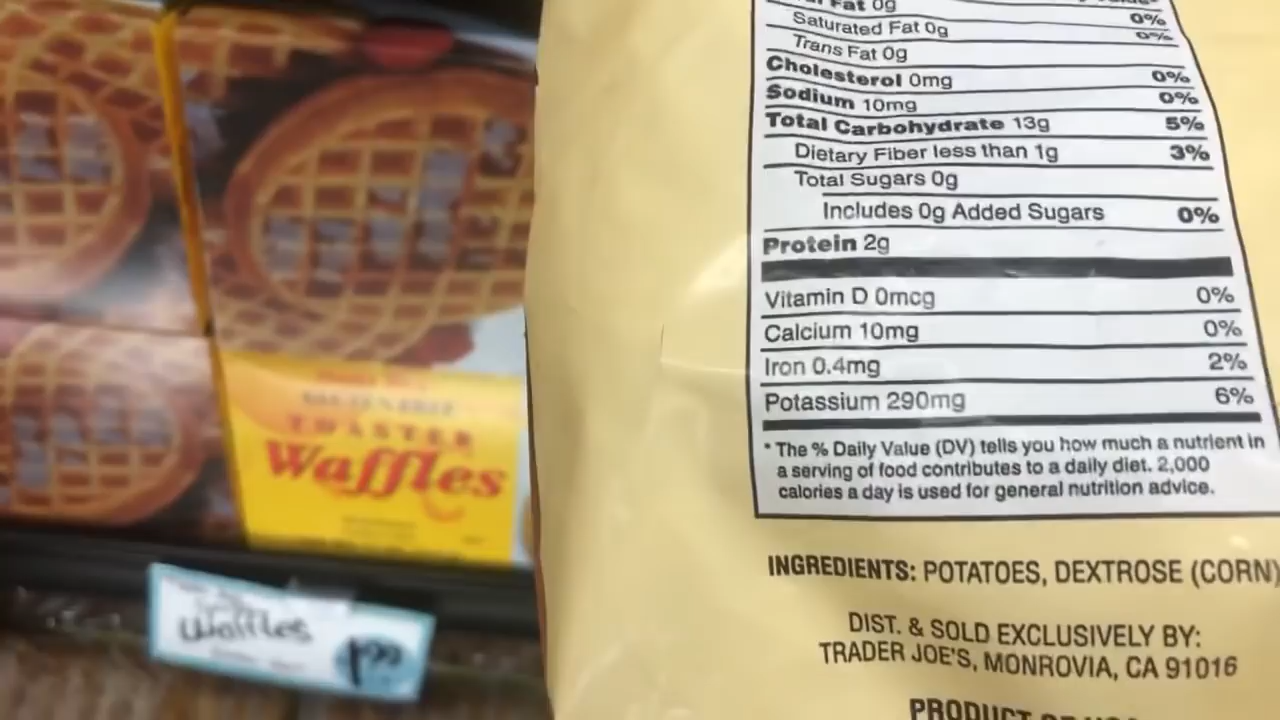 Fat 0g
0%
Saturated Fat 0g
0%
Trans Fat 0g
Cholesterol 0mg
0%
Sodium 10mg
0%
Total Carbohydrate 13g
5%
Dietary Fiber less than 1g
3%
Total Sugars 0g
Includes 0g Added Sugars
0%
Protein 2g
Vitamin D 0mcg
0%
Calcium 10mg
0%
Iron 0.4mg
2%
Potassium 290mg
6%
* The % Daily Value (DV) tells you how much a nutrient in
a serving of food contributes to a daily diet. 2,000
calories a day is used for general nutrition advice.
INGREDIENTS: POTATOES, DEXTROSE (CORN)
DIST. & SOLD EXCLUSIVELY BY:
TRADER JOE'S, MONROVIA, CA 91016
PRODUCT
TOASTER
Waffles
Waffles
1.99